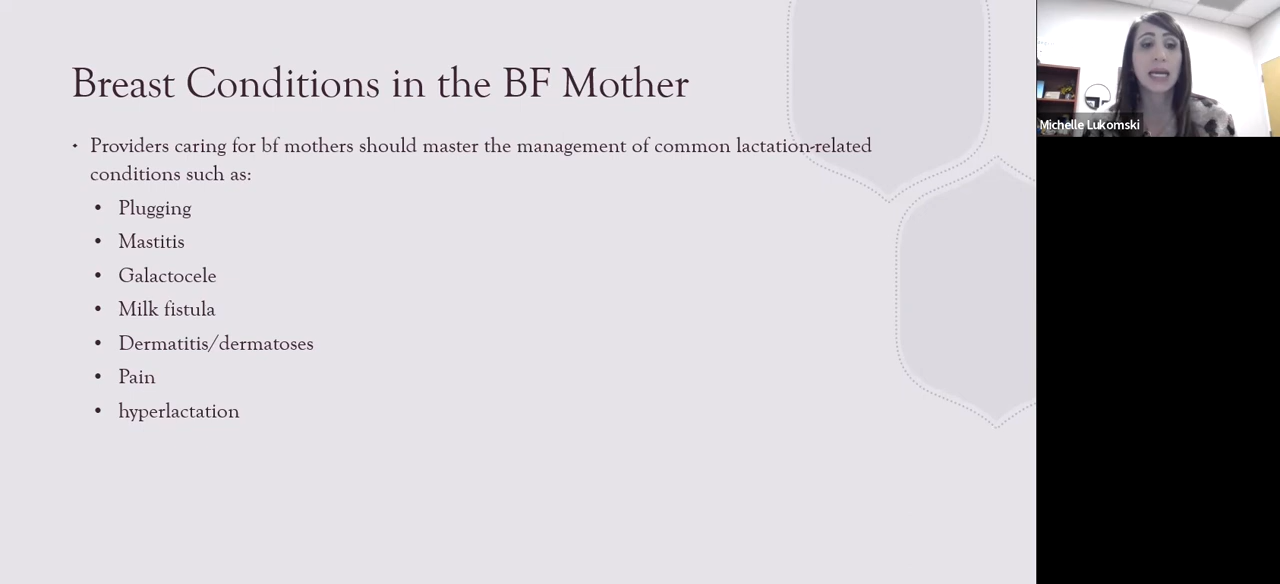 Breast Conditions in the BF Mother
• Providers caring for bf mothers should master the management of common lactation-related
conditions such as:
• Plugging
• Mastitis
• Galactocele
• Milk fistula
• Dermatitis/dermatoses
• Pain
• hyperlactation
Michelle Lukomski